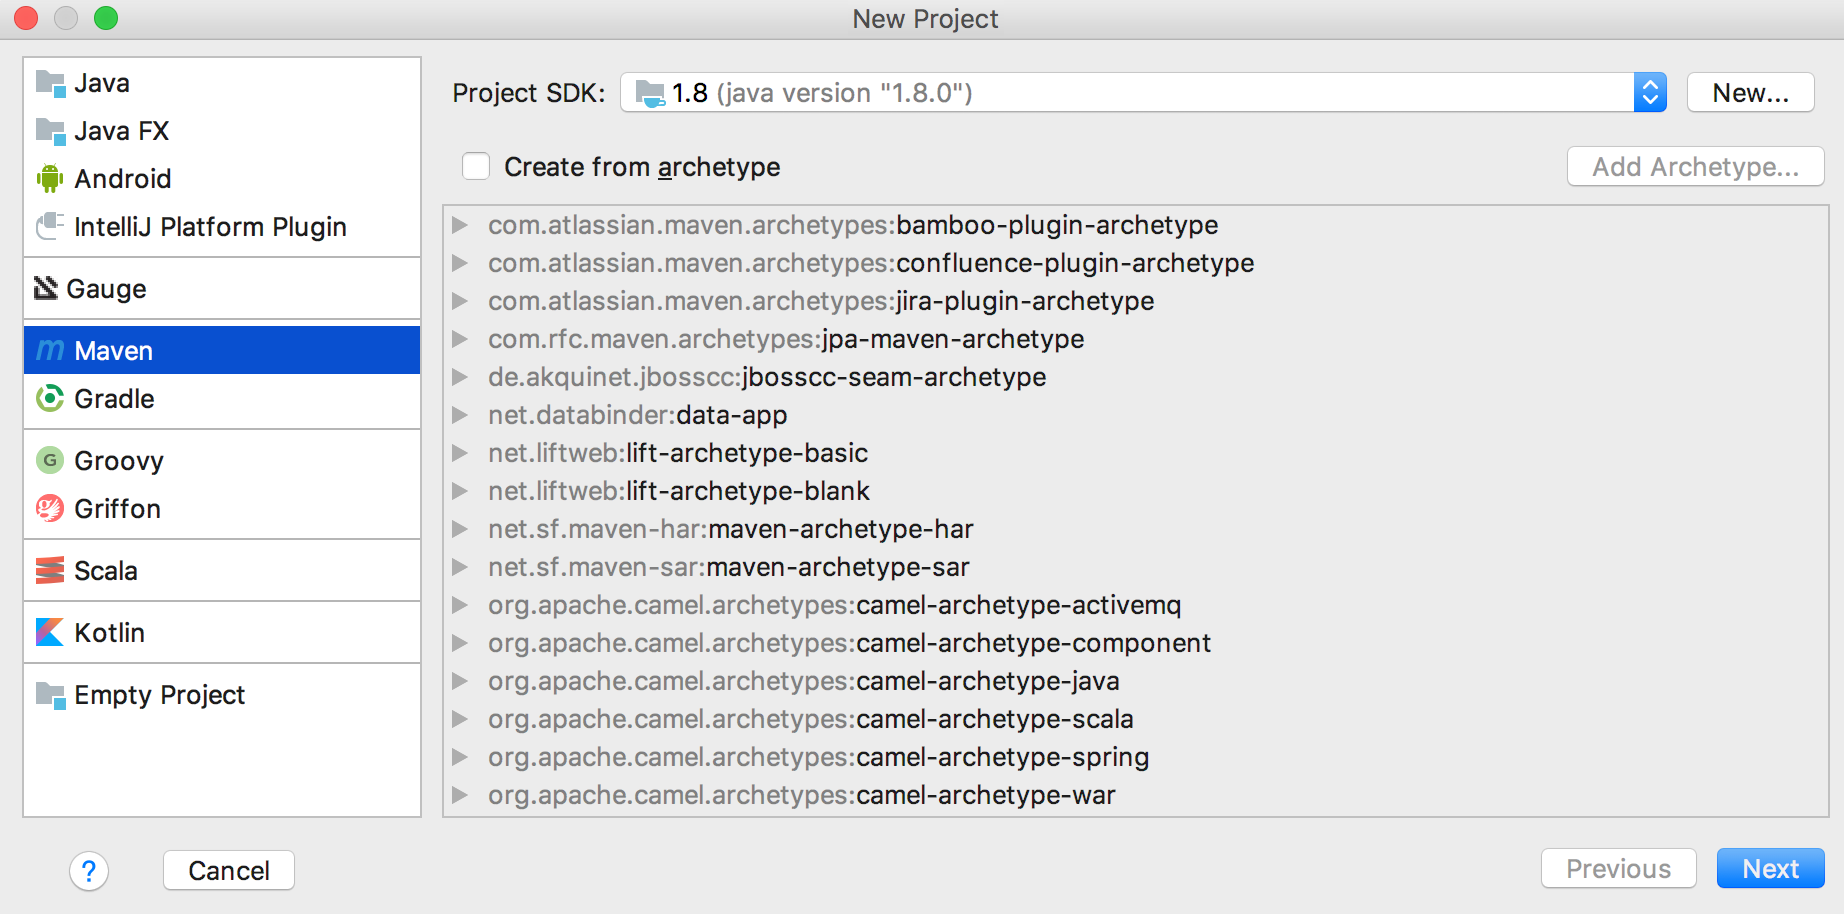 New Project
Java
Java FX
Android
IntelliJ Platform Plugin
Gauge
Maven
Gradle
Groovy
Griffon
Scala
Kotlin
Empty Project
Project SDK: 1.8 (java version "1.8.0") New...
Create from archetype Add Archetype...
com.atlassian.maven.archetypes:bamboo-plugin-archetype
com.atlassian.maven.archetypes:confluence-plugin-archetype
com.atlassian.maven.archetypes:jira-plugin-archetype
com.rfc.maven.archetypes:jpa-maven-archetype
de.akquinet.jbosscc:jbosscc-seam-archetype
net.databinder:data-app
net.liftweb:lift-archetype-basic
net.liftweb:lift-archetype-blank
net.sf.maven-har:maven-archetype-har
net.sf.maven-sar:maven-archetype-sar
org.apache.camel.archetypes:camel-archetype-activemq
org.apache.camel.archetypes:camel-archetype-component
org.apache.camel.archetypes:camel-archetype-java
org.apache.camel.archetypes:camel-archetype-scala
org.apache.camel.archetypes:camel-archetype-spring
org.apache.camel.archetypes:camel-archetype-war
? Cancel Previous Next